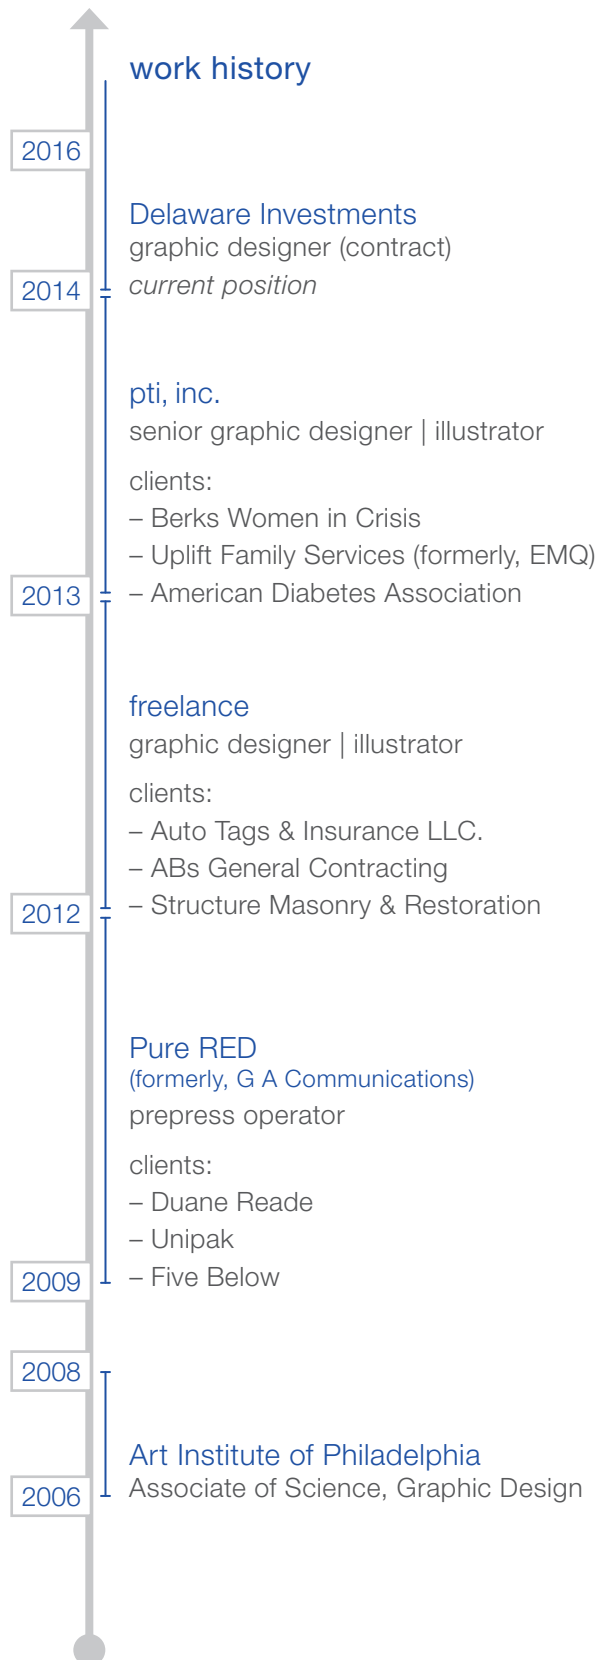 work history
2016
Delaware Investments
graphic designer (contract)
2014
current position
pti, inc.
senior graphic designer | illustrator
clients:
– Berks Women in Crisis
– Uplift Family Services (formerly, EMQ)
2013
– American Diabetes Association
freelance
graphic designer | illustrator
clients:
– Auto Tags & Insurance LLC.
– ABs General Contracting
2012
– Structure Masonry & Restoration
Pure RED
(formerly, G A Communications)
prepress operator
clients:
– Duane Reade
– Unipak
2009
– Five Below
2008
Art Institute of Philadelphia
2006
Associate of Science, Graphic Design